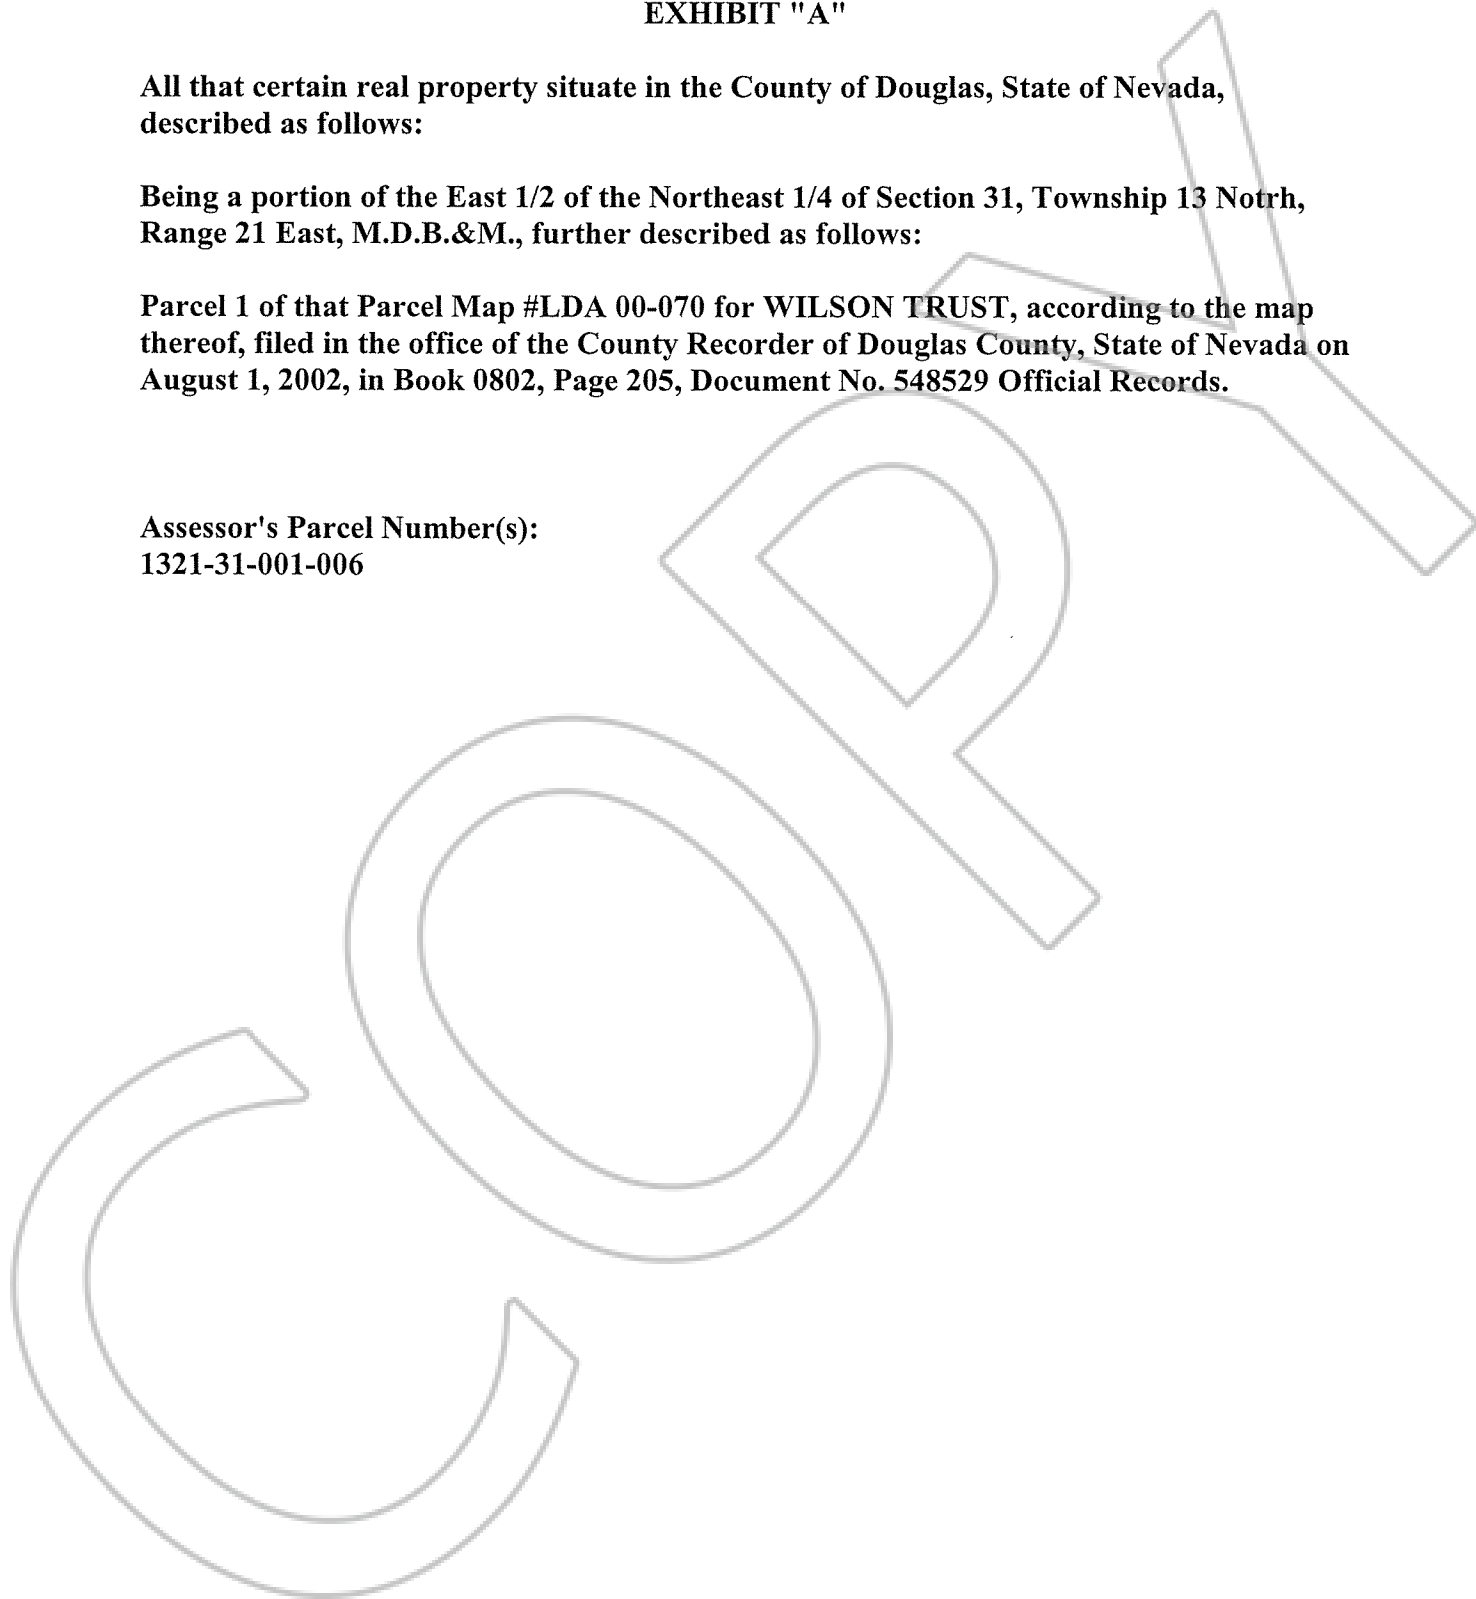 EXHIBIT "A"
All that certain real property situate in the County of Douglas, State of Nevada,
described as follows:
Being a portion of the East 1/2 of the Northeast 1/4 of Section 31, Township 13 Notrh,
Range 21 East, M.D.B.&M., further described as follows:
Parcel 1 of that Parcel Map #LDA 00-070 for WILSON TRUST, according to the map
thereof, filed in the office of the County Recorder of Douglas County, State of Nevada on
August 1, 2002, in Book 0802, Page 205, Document No. 548529 Official Records.
Assessor's Parcel Number(s):
1321-31-001-006
COPY